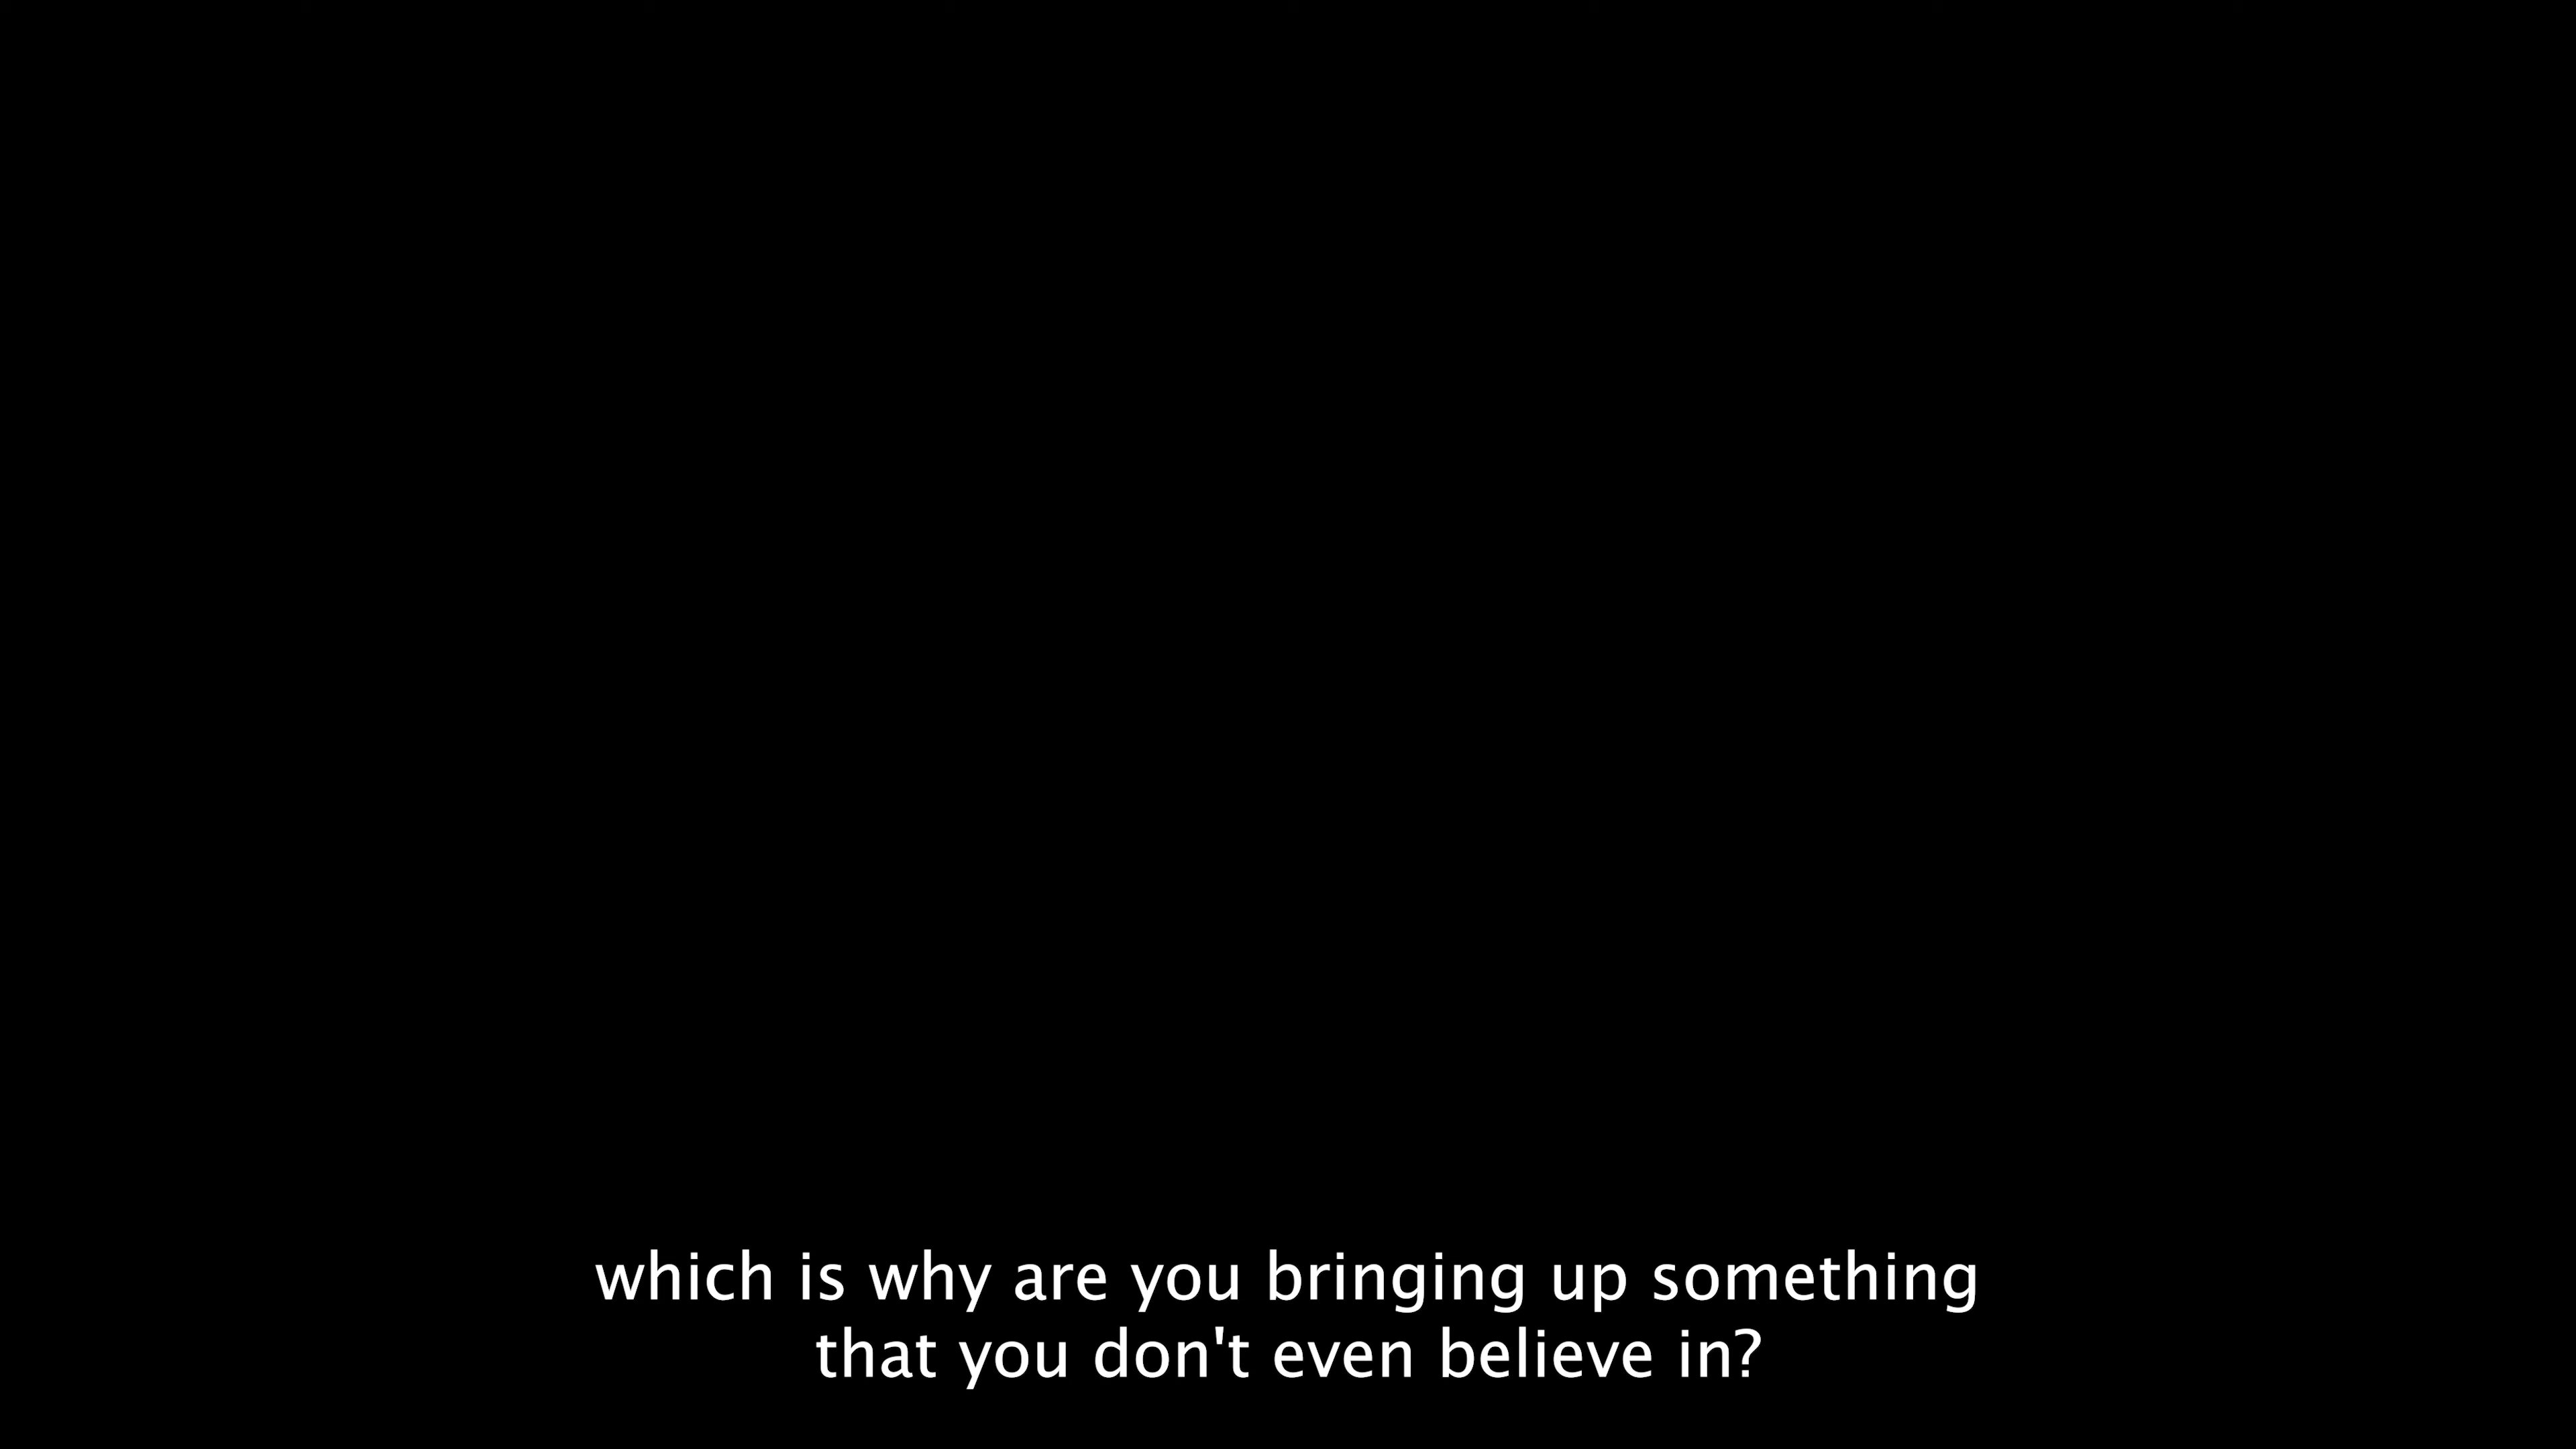 which is why are you bringing up something
that you don't even believe in?